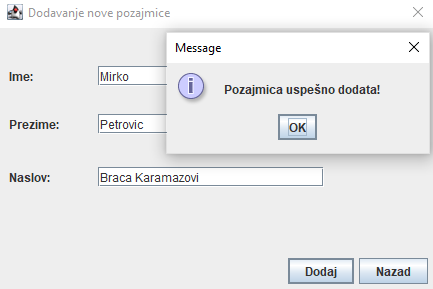 Dodavanje nove pozajmice
Message
Ime:
Mirko
Pozajmica uspešno dodata!
OK
Prezime:
Petrovic
Naslov:
Braca Karamazovi
Dodaj
Nazad